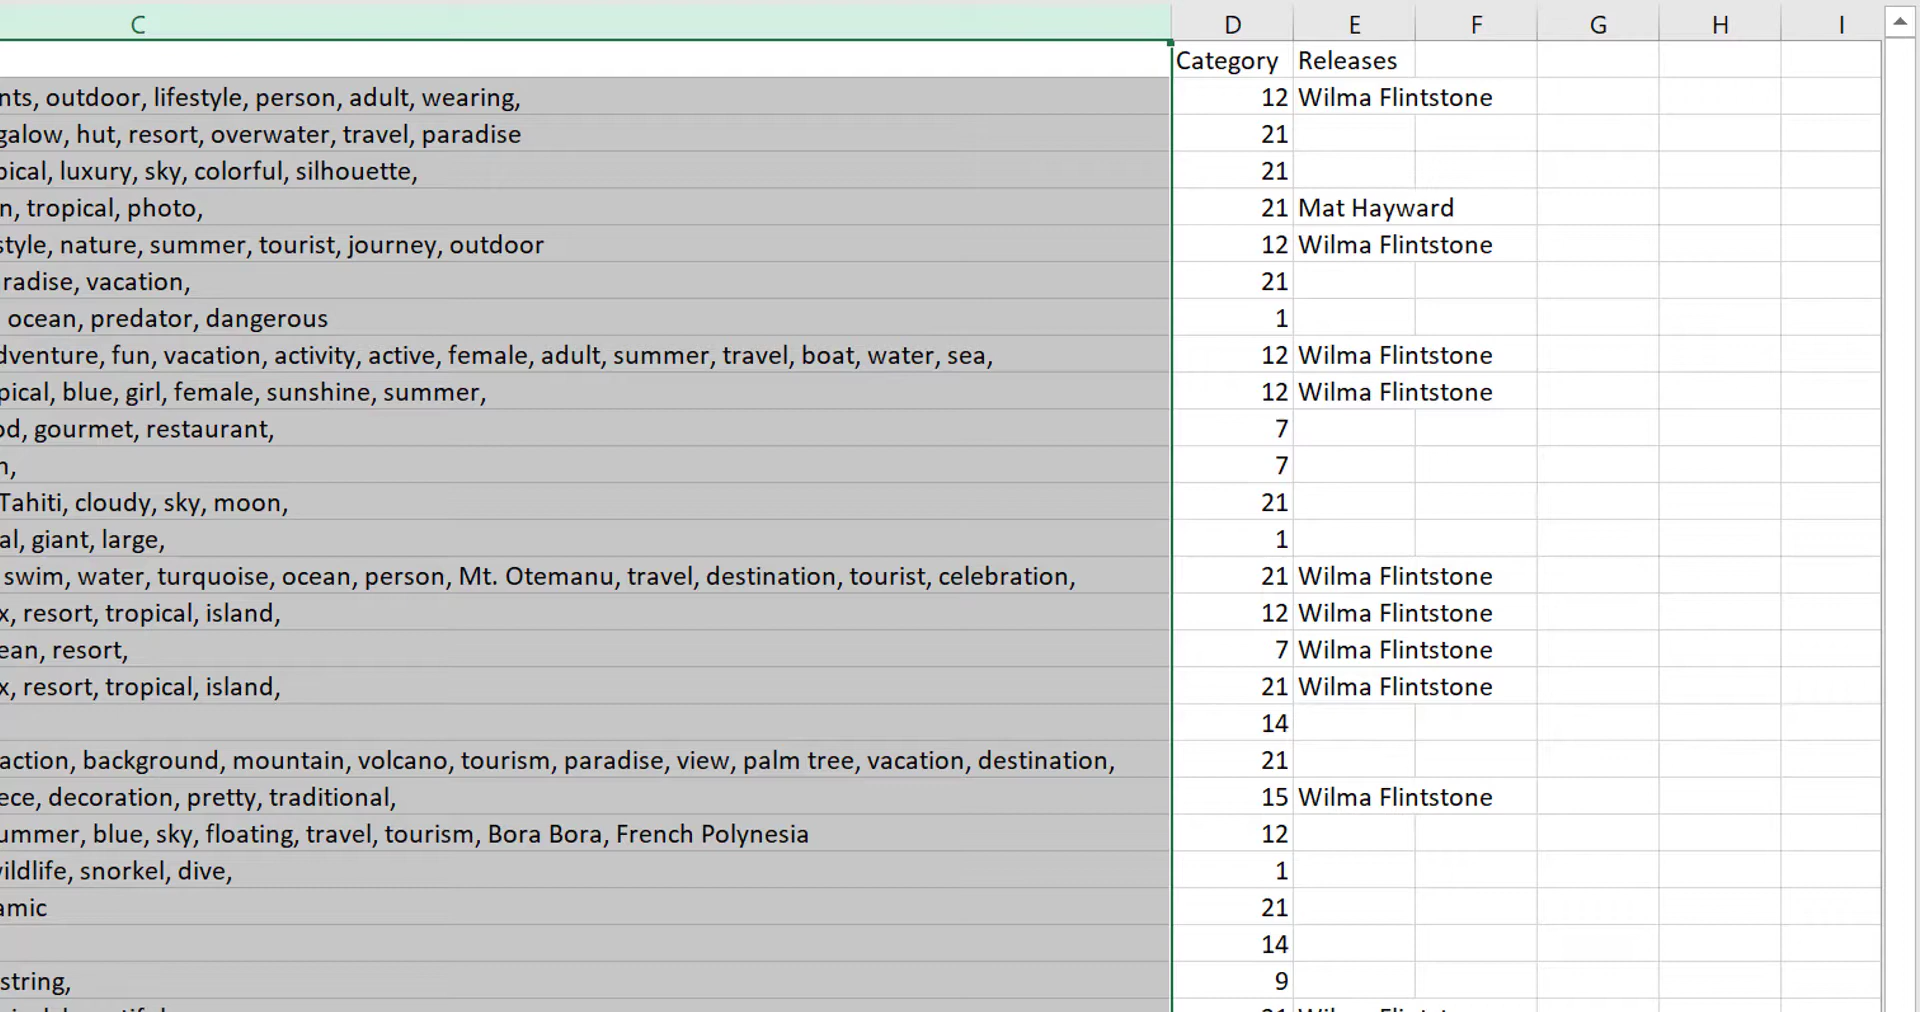 C D E F G H I
Category Releases
nts, outdoor, lifestyle, person, adult, wearing, 12 Wilma Flintstone
galow, hut, resort, overwater, travel, paradise 21
pical, luxury, sky, colorful, silhouette, 21
n, tropical, photo, 21 Mat Hayward
style, nature, summer, tourist, journey, outdoor 12 Wilma Flintstone
radise, vacation, 21
ocean, predator, dangerous 1
dventure, fun, vacation, activity, active, female, adult, summer, travel, boat, water, sea, 12 Wilma Flintstone
pical, blue, girl, female, sunshine, summer, 12 Wilma Flintstone
od, gourmet, restaurant, 7
n, 7
Tahiti, cloudy, sky, moon, 21
al, giant, large, 1
swim, water, turquoise, ocean, person, Mt. Otemanu, travel, destination, tourist, celebration, 21 Wilma Flintstone
x, resort, tropical, island, 12 Wilma Flintstone
ean, resort, 7 Wilma Flintstone
x, resort, tropical, island, 21 Wilma Flintstone
14
action, background, mountain, volcano, tourism, paradise, view, palm tree, vacation, destination, 21
ece, decoration, pretty, traditional, 15 Wilma Flintstone
ummer, blue, sky, floating, travel, tourism, Bora Bora, French Polynesia 12
wildlife, snorkel, dive, 1
amic 21
14
string, 9
21 Wilma Flintstone